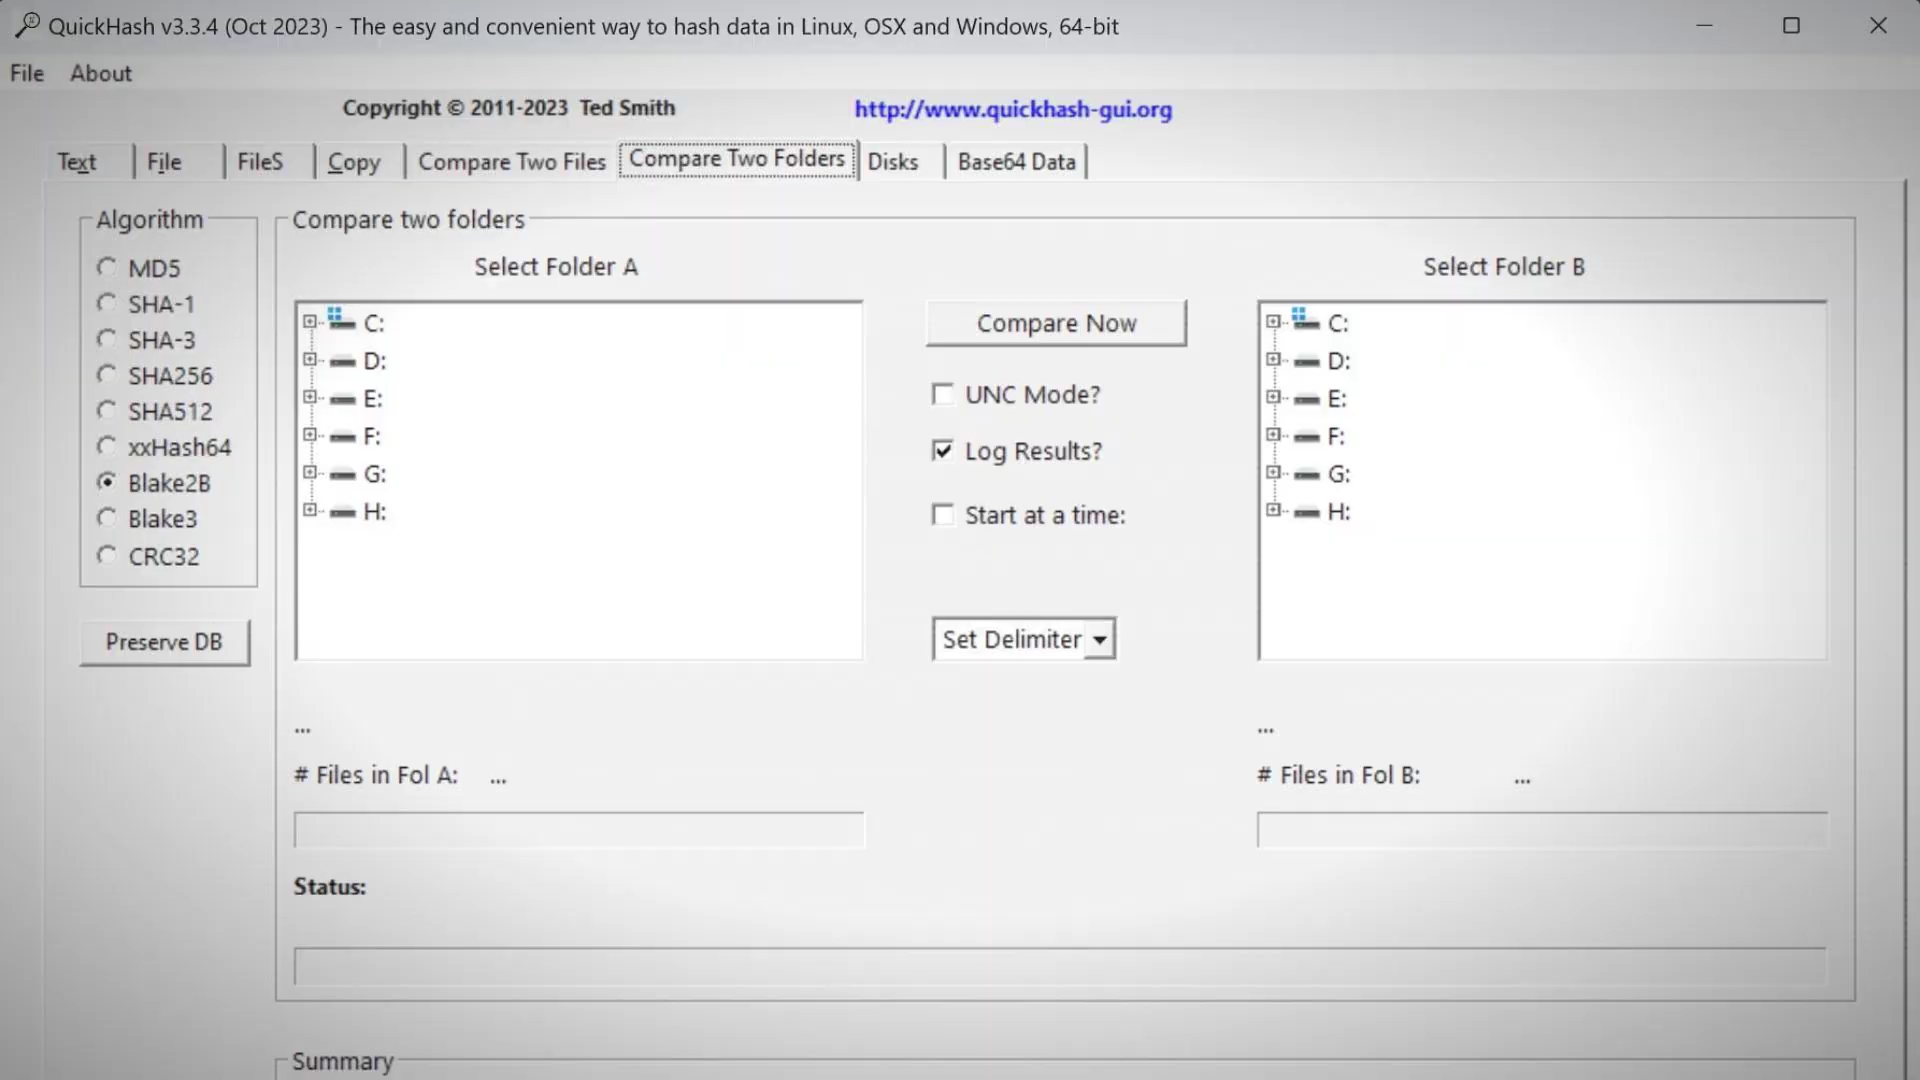 QuickHash v3.3.4 (Oct 2023) - The easy and convenient way to hash data in Linux, OSX and Windows, 64-bit
File About
Copyright © 2011-2023 Ted Smith http://www.quickhash-gui.org
Text File FileS Copy Compare Two Files Compare Two Folders Disks Base64 Data
Algorithm
MD5
SHA-1
SHA-3
SHA256
SHA512
xxHash64
Blake2B
Blake3
CRC32
Preserve DB
Compare two folders
Select Folder A
C:
D:
E:
F:
G:
H:
Compare Now
UNC Mode?
Log Results?
Start at a time:
Set Delimiter
Select Folder B
C:
D:
E:
F:
G:
H:
... ...
# Files in Fol A: ... # Files in Fol B: ...
Status:
Summary